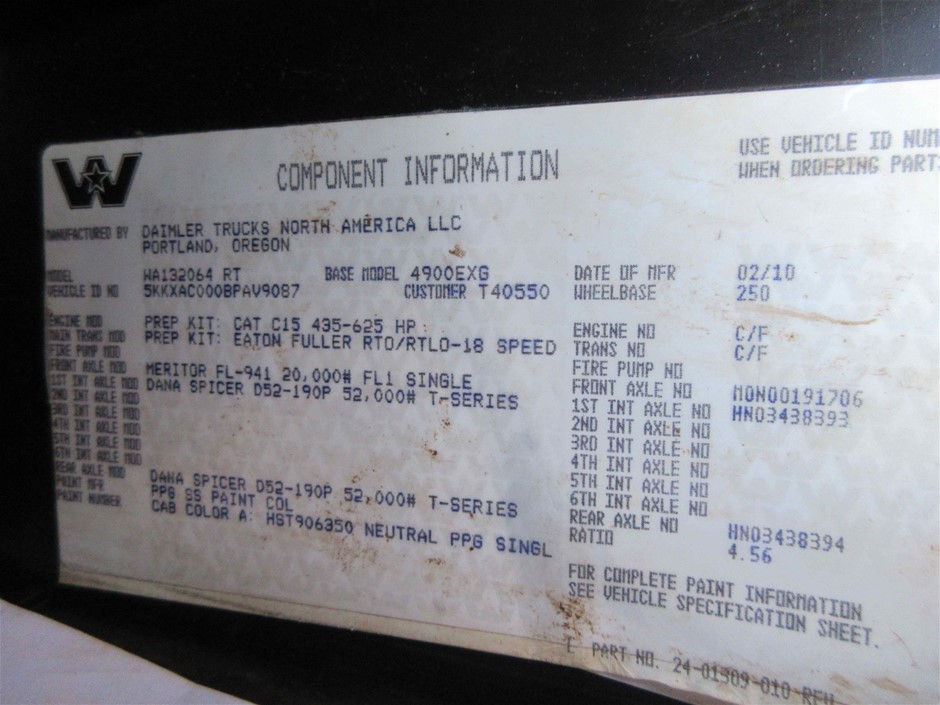 W
COMPONENT INFORMATION
USE VEHICLE ID NUM
WHEN ORDERING PARTS
MANUFACTURED BY DAIMLER TRUCKS NORTH AMERICA LLC
PORTLAND, OREGON
MODEL WA132064 RT BASE MODEL 4900EXG DATE OF MFR 02/10
VEHICLE ID NO 5KKXAC000BPAV9087 CUSTOMER T40550 WHEELBASE 250
ENGINE MOD PREP KIT: CAT C15 435-625 HP ENGINE NO C/F
MAIN TRANS MOD PREP KIT: EATON FULLER RTO/RTLO-18 SPEED TRANS NO C/F
FIRE PUMP MOD FIRE PUMP NO
FRONT AXLE MOD MERITOR FL-941 20,000# FL1 SINGLE FRONT AXLE NO MON00191706
1ST INT AXLE MOD DANA SPICER D52-190P 52,000# T-SERIES 1ST INT AXLE NO HN03438393
2ND INT AXLE MOD 2ND INT AXLE NO
3RD INT AXLE MOD 3RD INT AXLE NO
4TH INT AXLE MOD 4TH INT AXLE NO
5TH INT AXLE MOD 5TH INT AXLE NO
6TH INT AXLE MOD 6TH INT AXLE NO
REAR AXLE MOD DANA SPICER D52-190P 52,000# T-SERIES REAR AXLE NO HN03438394
PAINT MFR PPG SS PAINT COL RATIO 4.56
PAINT NUMBER CAB COLOR A: HST906350 NEUTRAL PPG SINGL
FOR COMPLETE PAINT INFORMATION
SEE VEHICLE SPECIFICATION SHEET.
PART NO. 24-01309-010 REV